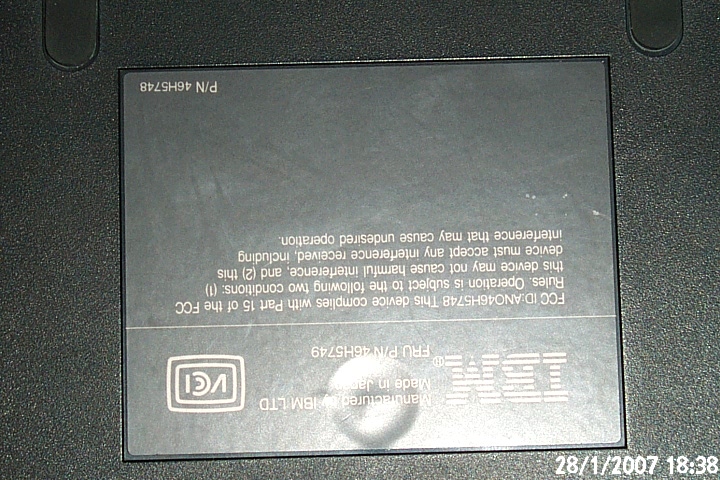 IBM®
Manufactured by IBM LTD
Made in Japan
FRU P/N 46H5749
VCI
FCC ID.ANO46H5748 This device complies with Part 15 of the FCC
Rules. Operation is subject to the following two conditions: (1)
this device may not cause harmful interference, and, (2) this
device must accept any interference received, including
interference that may cause undesired operation.
P/N 46H5748
28/1/2007 18:38